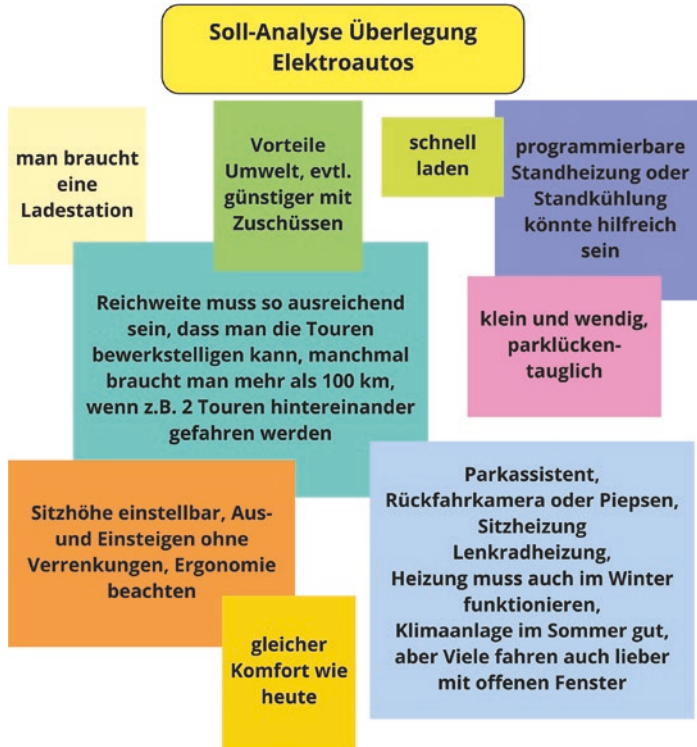 Soll-Analyse Überlegung
Elektroautos
man braucht
eine
Ladestation
Vorteile
Umwelt, evtl.
günstiger mit
Zuschüssen
schnell
laden
programmierbare
Standheizung oder
Standkühlung
könnte hilfreich
sein
Reichweite muss so ausreichend
sein, dass man die Touren
bewerkstelligen kann, manchmal
braucht man mehr als 100 km,
wenn z.B. 2 Touren hintereinander
gefahren werden
klein und wendig,
parklücken-
tauglich
Sitzhöhe einstellbar, Aus-
und Einsteigen ohne
Verrenkungen, Ergonomie
beachten
Parkassistent,
Rückfahrkamera oder Piepsen,
Sitzheizung
Lenkradheizung,
Heizung muss auch im Winter
funktionieren,
Klimaanlage im Sommer gut,
aber Viele fahren auch lieber
mit offenen Fenster
gleicher
Komfort wie
heute